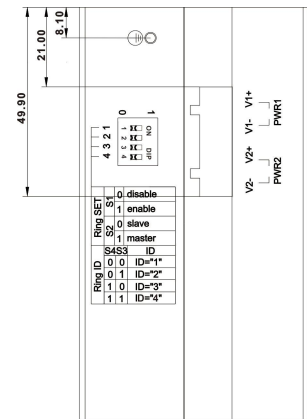 8.10
21.00
49.90
0 1
1 2 3 4
ON DIP
1 2 3 4
V1+
V1-
PWR1
V2+
V2-
PWR2
Ring SET
S1 0 disable
1 enable
S2 0 slave
1 master
Ring ID
S4 S3 ID
0 0 ID="1"
0 1 ID="2"
1 0 ID="3"
1 1 ID="4"